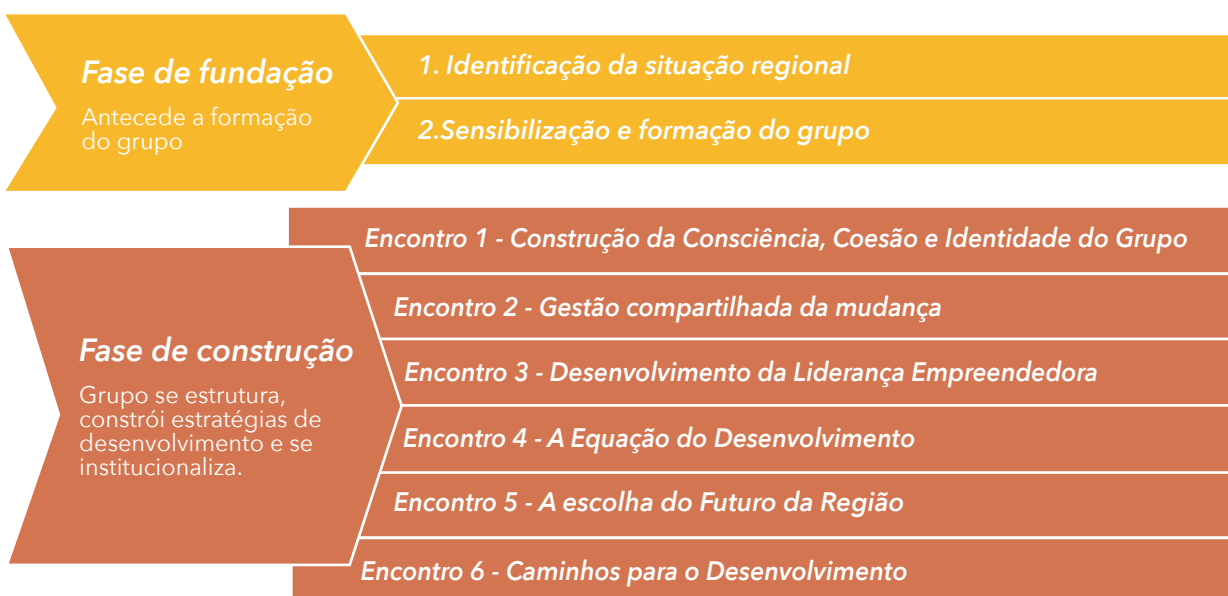 Fase de fundação
Antecede a formação
do grupo
1. Identificação da situação regional
2.Sensibilização e formação do grupo
Fase de construção
Grupo se estrutura,
constrói estratégias de
desenvolvimento e se
institucionaliza.
Encontro 1 - Construção da Consciência, Coesão e Identidade do Grupo
Encontro 2 - Gestão compartilhada da mudança
Encontro 3 - Desenvolvimento da Liderança Empreendedora
Encontro 4 - A Equação do Desenvolvimento
Encontro 5 - A escolha do Futuro da Região
Encontro 6 - Caminhos para o Desenvolvimento